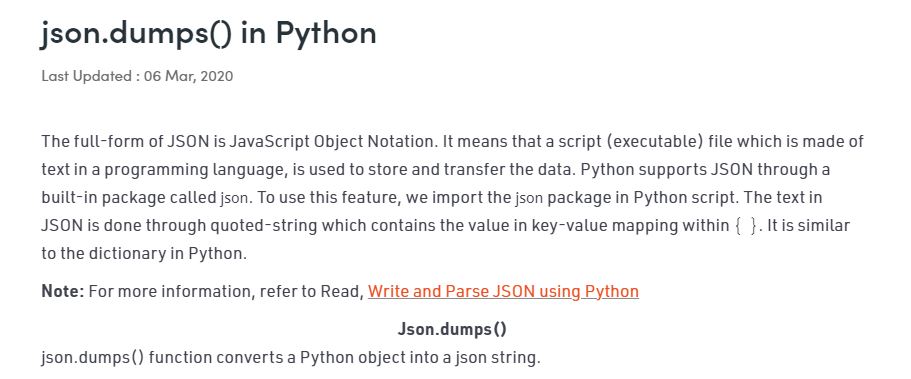 json.dumps() in Python
Last Updated : 06 Mar, 2020
The full-form of JSON is JavaScript Object Notation. It means that a script (executable) file which is made of
text in a programming language, is used to store and transfer the data. Python supports JSON through a
built-in package called json. To use this feature, we import the json package in Python script. The text in
JSON is done through quoted-string which contains the value in key-value mapping within { }. It is similar
to the dictionary in Python.
Note: For more information, refer to Read, Write and Parse JSON using Python
Json.dumps()
json.dumps() function converts a Python object into a json string.